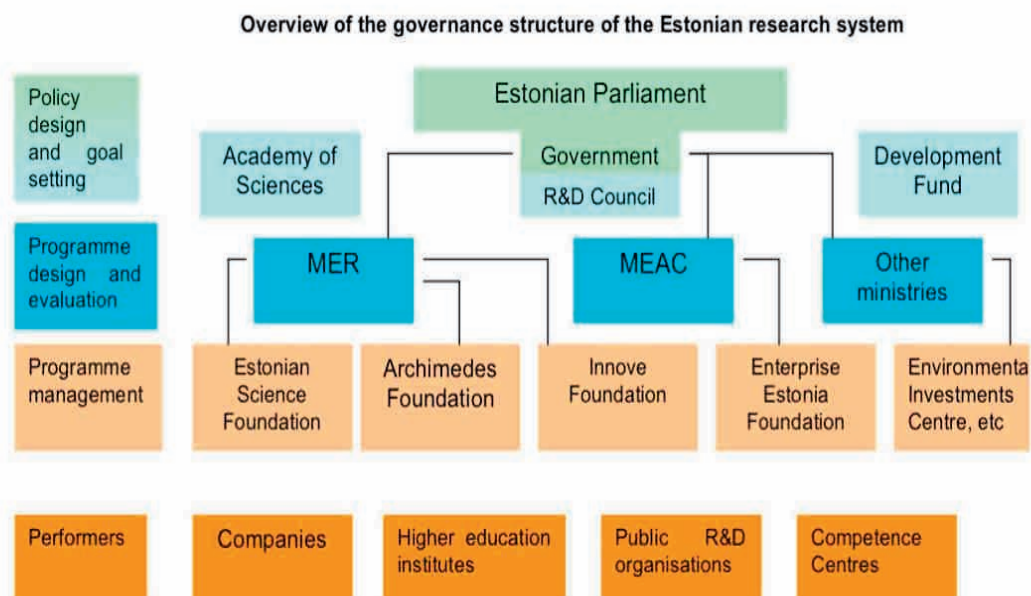 Overview of the governance structure of the Estonian research system
Policy
design
and goal
setting
Estonian Parliament
Academy of
Sciences
Government
R&D Council
Development
Fund
Programme
design and
evaluation
MER
MEAC
Other
ministries
Programme
management
Estonian
Science
Foundation
Archimedes
Foundation
Innove
Foundation
Enterprise
Estonia
Foundation
Environmenta
Investments
Centre, etc
Performers
Companies
Higher education
institutes
Public R&D
organisations
Competence
Centres